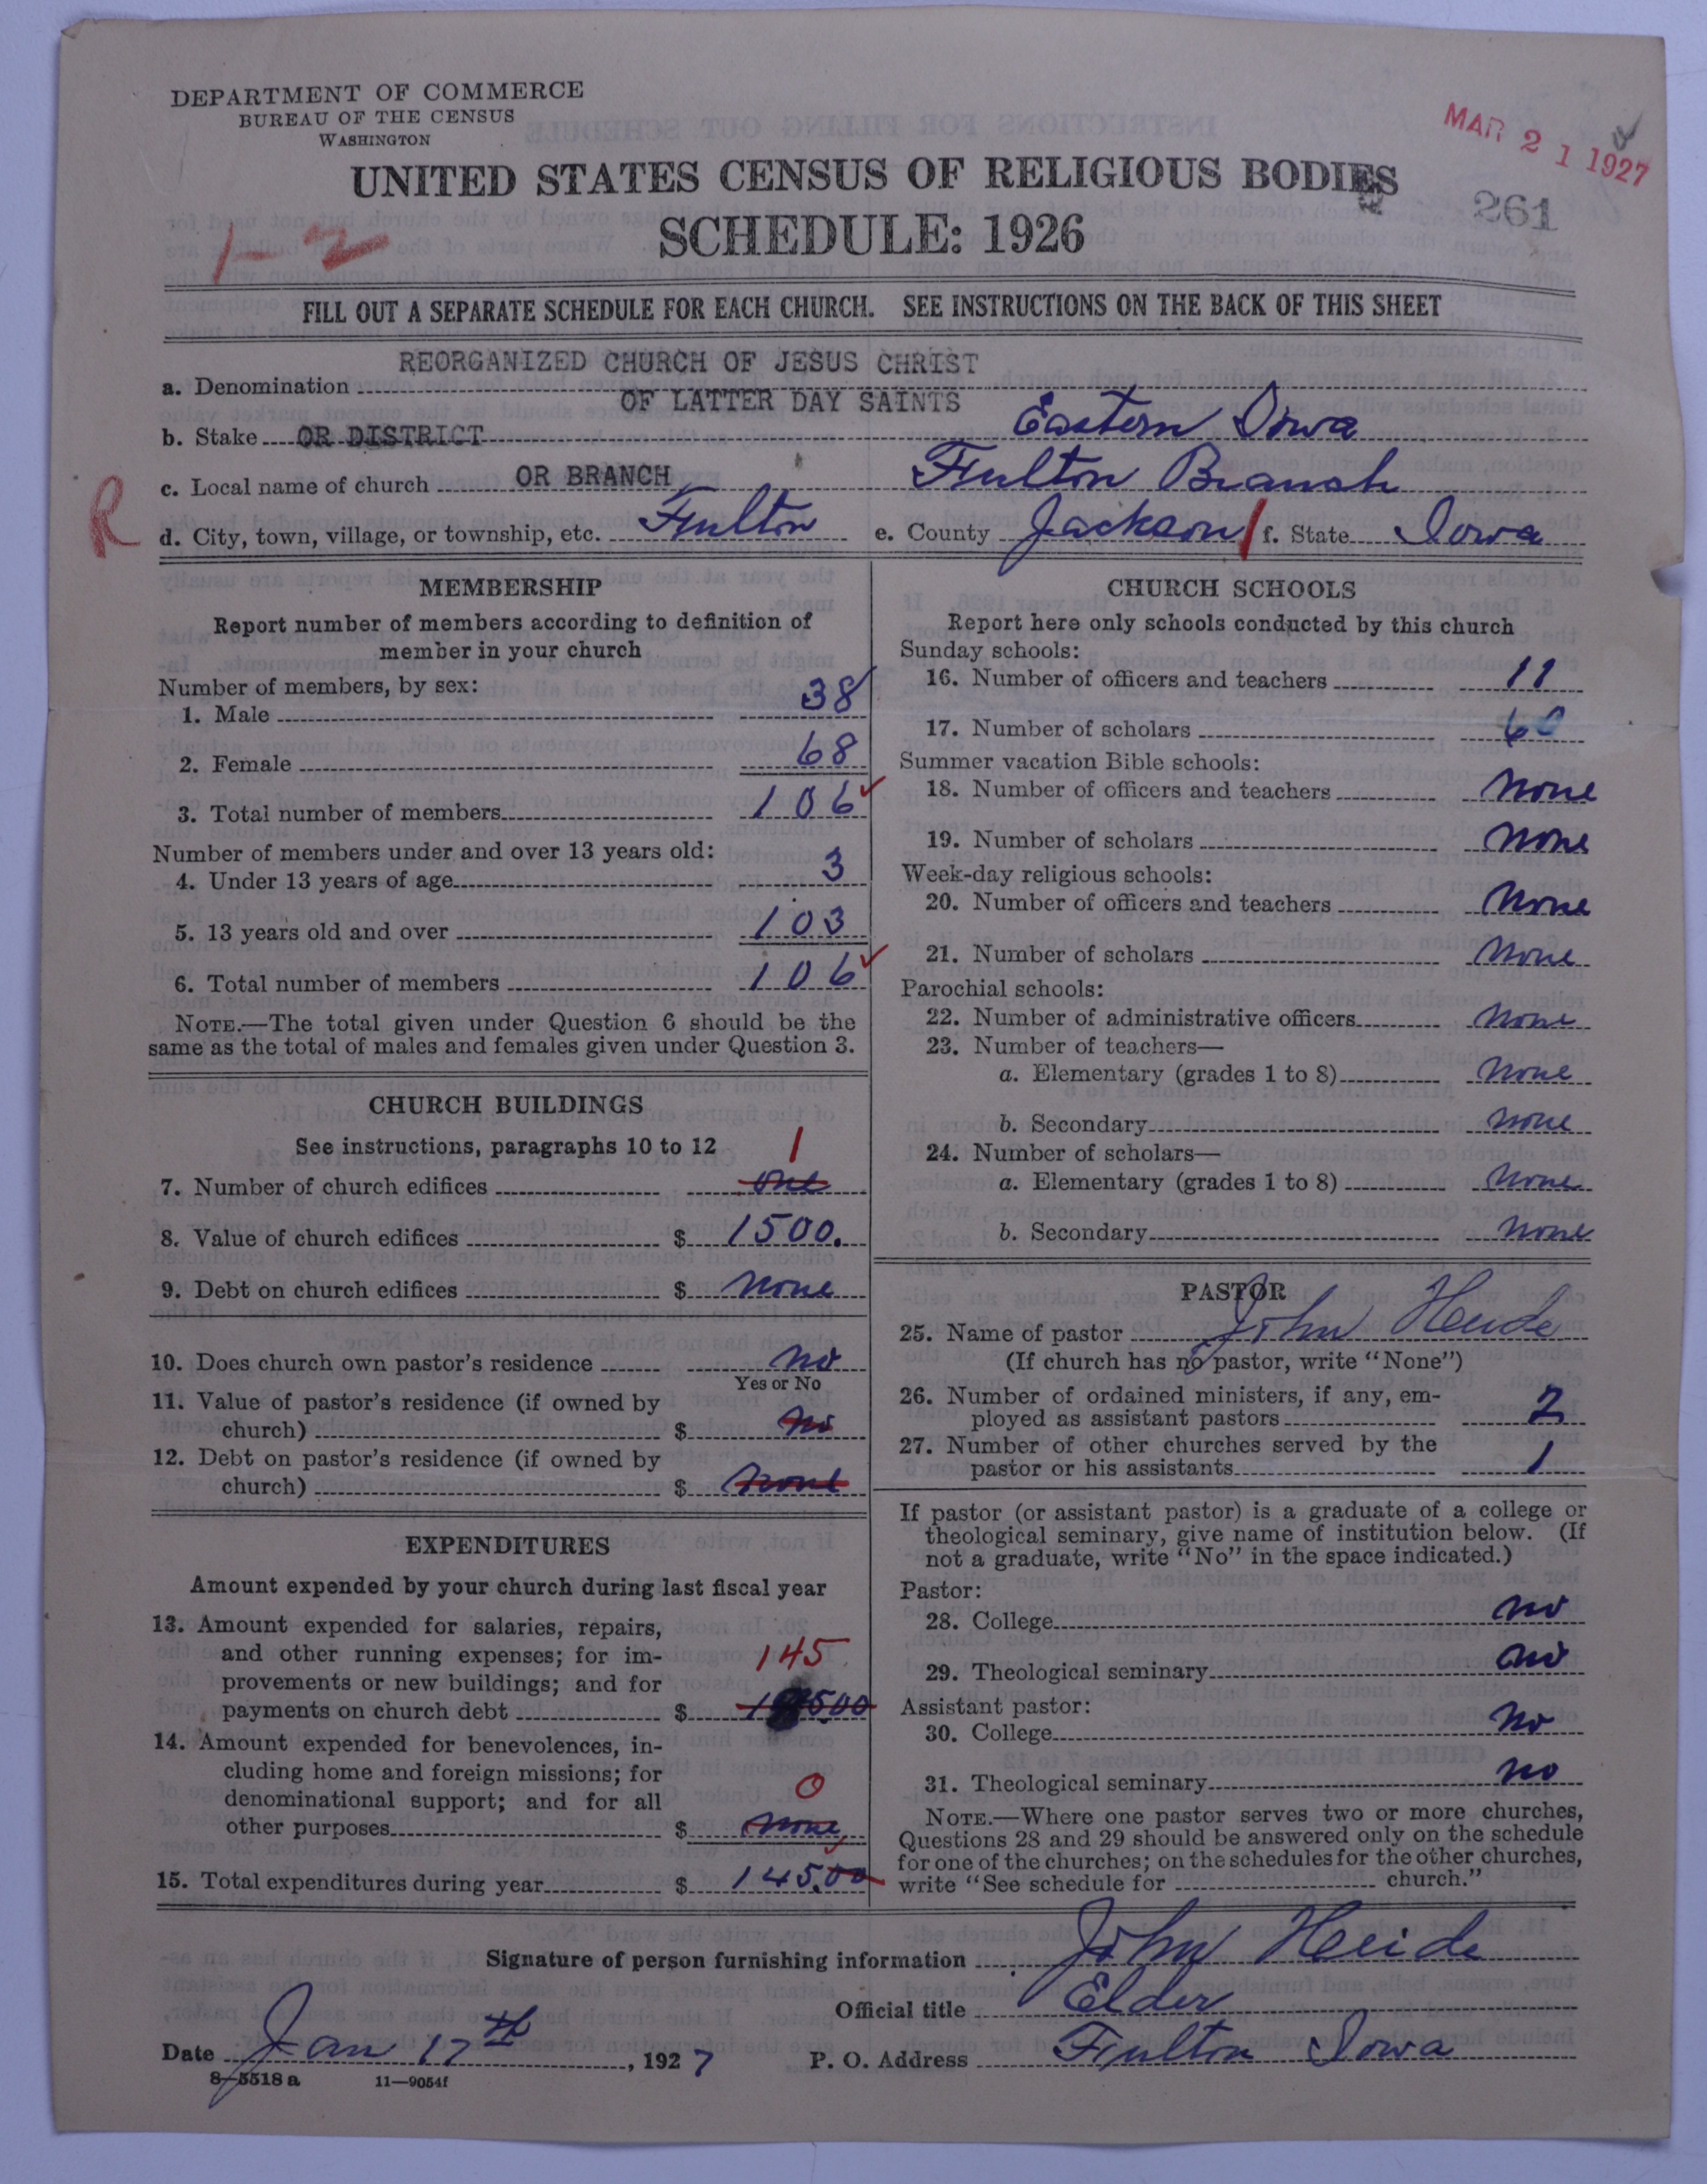 DEPARTMENT OF COMMERCE
BUREAU OF THE CENSUS
WASHINGTON
MAR 21 1927
UNITED STATES CENSUS OF RELIGIOUS BODIES
261
SCHEDULE: 1926
1-2
FILL OUT A SEPARATE SCHEDULE FOR EACH CHURCH. SEE INSTRUCTIONS ON THE BACK OF THIS SHEET
REORGANIZED CHURCH OF JESUS CHRIST
a. Denomination
OF LATTER DAY SAINTS
b. Stake OR DISTRICT Eastern Iowa
c. Local name of church OR BRANCH Fulton Branch
R
d. City, town, village, or township, etc. Fulton e. County Jackson f. State Iowa
MEMBERSHIP
Report number of members according to definition of
member in your church
Number of members, by sex:
1. Male 38
2. Female 68
3. Total number of members 106
Number of members under and over 13 years old:
4. Under 13 years of age 3
5. 13 years old and over 103
6. Total number of members 106
NOTE.—The total given under Question 6 should be the
same as the total of males and females given under Question 3.
CHURCH BUILDINGS
See instructions, paragraphs 10 to 12
1
7. Number of church edifices one
8. Value of church edifices $ 1500.
9. Debt on church edifices $ none
10. Does church own pastor's residence no
Yes or No
11. Value of pastor's residence (if owned by
church) $ no
12. Debt on pastor's residence (if owned by
church) $ none
EXPENDITURES
Amount expended by your church during last fiscal year
13. Amount expended for salaries, repairs,
and other running expenses; for im-
145
provements or new buildings; and for
payments on church debt $
14. Amount expended for benevolences, in-
cluding home and foreign missions; for
0
denominational support; and for all
other purposes $ none
15. Total expenditures during year $ 145.00
CHURCH SCHOOLS
Report here only schools conducted by this church
Sunday schools:
16. Number of officers and teachers 11
17. Number of scholars 60
Summer vacation Bible schools:
18. Number of officers and teachers none
19. Number of scholars none
Week-day religious schools:
20. Number of officers and teachers none
21. Number of scholars none
Parochial schools:
22. Number of administrative officers none
23. Number of teachers—
a. Elementary (grades 1 to 8) none
b. Secondary none
24. Number of scholars—
a. Elementary (grades 1 to 8) none
b. Secondary none
PASTOR
25. Name of pastor John Heide
(If church has no pastor, write "None")
26. Number of ordained ministers, if any, em-
ployed as assistant pastors 2
27. Number of other churches served by the
pastor or his assistants 1
If pastor (or assistant pastor) is a graduate of a college or
theological seminary, give name of institution below. (If
not a graduate, write "No" in the space indicated.)
Pastor:
28. College no
29. Theological seminary no
Assistant pastor:
30. College no
31. Theological seminary no
NOTE.—Where one pastor serves two or more churches,
Questions 28 and 29 should be answered only on the schedule
for one of the churches; on the schedules for the other churches,
write "See schedule for church."
Signature of person furnishing information John Heide
Official title Elder
Date Jan 17th, 1927 P. O. Address Fulton Iowa
8-5518 a 11—9054f